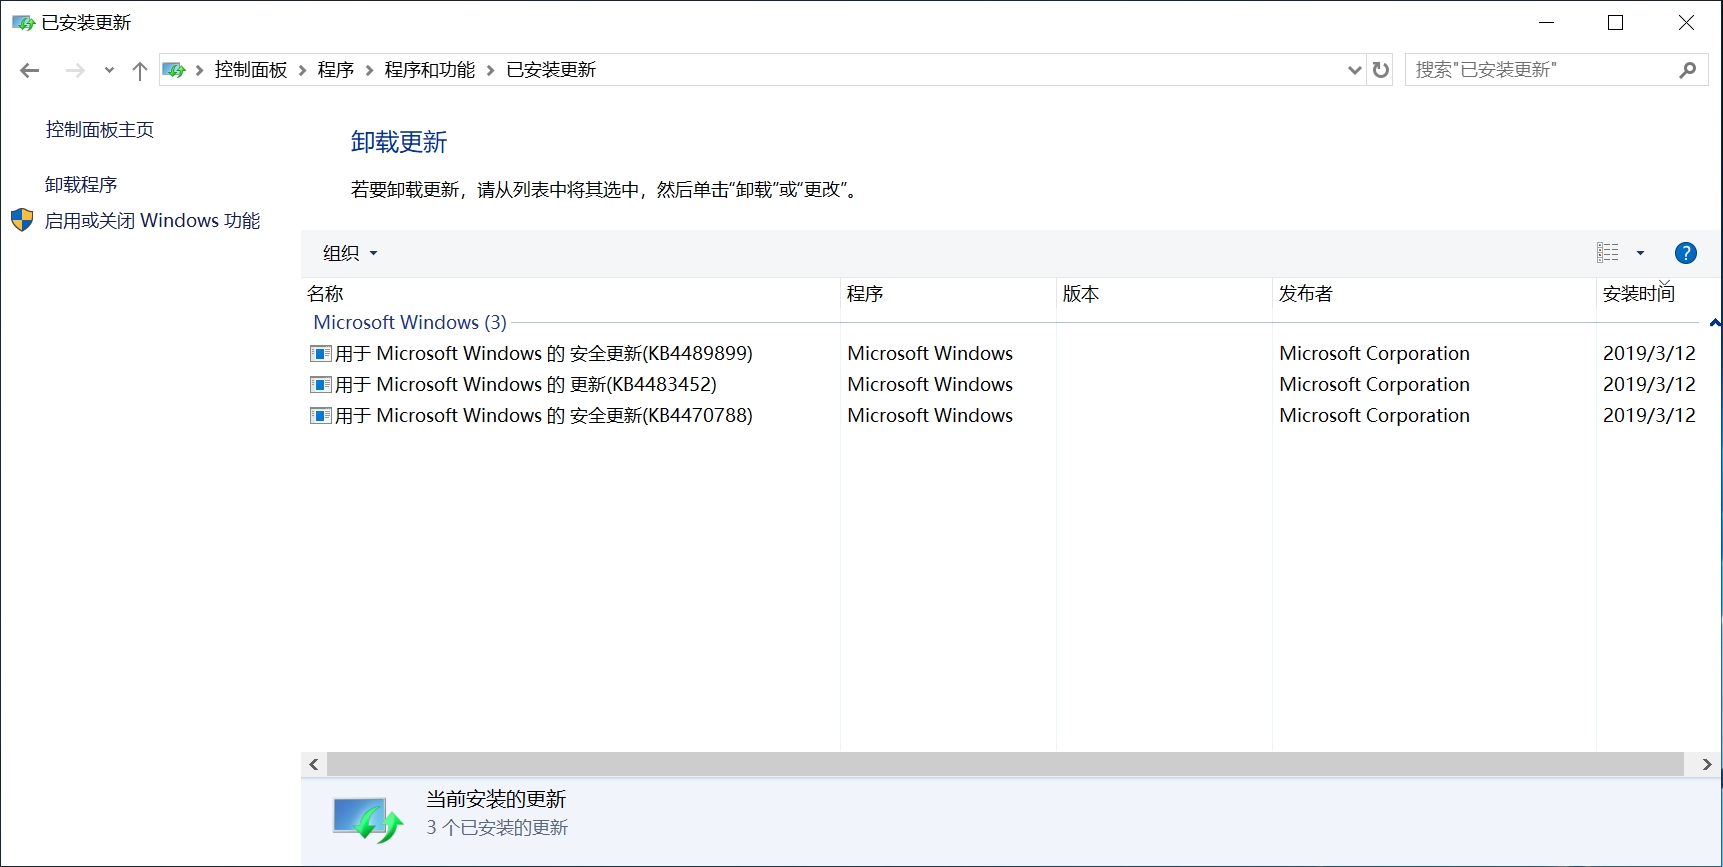 已安装更新
控制面板 程序 程序和功能 已安装更新
搜索"已安装更新"
控制面板主页
卸载程序
启用或关闭 Windows 功能
卸载更新
若要卸载更新，请从列表中将其选中，然后单击“卸载”或“更改”。
组织
名称 程序 版本 发布者 安装时间
Microsoft Windows (3)
用于 Microsoft Windows 的 安全更新(KB4489899) Microsoft Windows Microsoft Corporation 2019/3/12
用于 Microsoft Windows 的 更新(KB4483452) Microsoft Windows Microsoft Corporation 2019/3/12
用于 Microsoft Windows 的 安全更新(KB4470788) Microsoft Windows Microsoft Corporation 2019/3/12
当前安装的更新
3 个已安装的更新